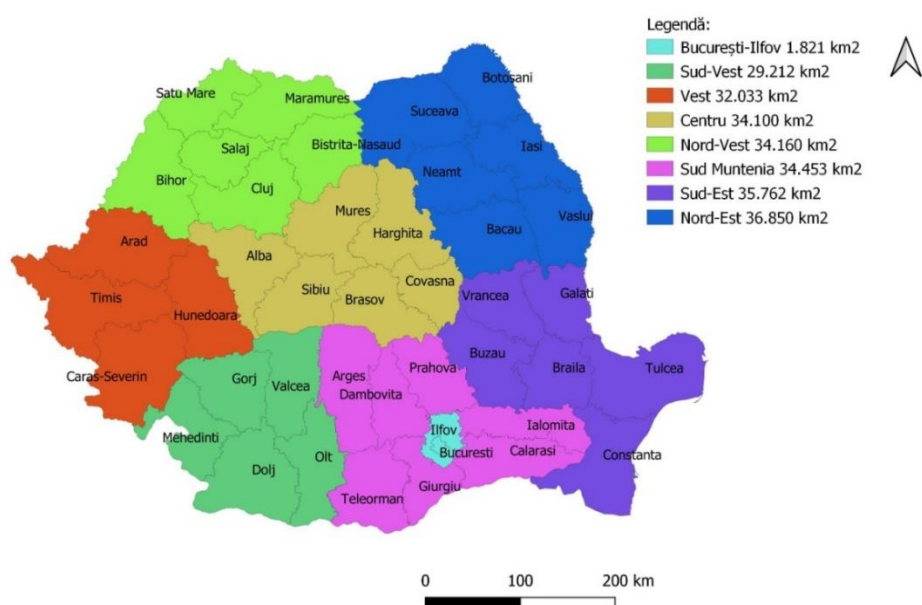 Legendă:
București-Ilfov 1.821 km2
Sud-Vest 29.212 km2
Vest 32.033 km2
Centru 34.100 km2
Nord-Vest 34.160 km2
Sud Muntenia 34.453 km2
Sud-Est 35.762 km2
Nord-Est 36.850 km2
Botosani
Satu Mare
Maramures
Suceava
Salaj
Bistrita-Nasaud
Iasi
Bihor
Cluj
Neamt
Mures
Vaslui
Arad
Alba
Harghita
Bacau
Timis
Hunedoara
Sibiu
Brasov
Covasna
Vrancea
Galati
Caras-Severin
Gorj
Valcea
Arges
Dambovita
Prahova
Buzau
Braila
Tulcea
Mehedinti
Dolj
Olt
Ilfov
Bucuresti
Ialomita
Calarasi
Constanta
Teleorman
Giurgiu
0 100 200 km